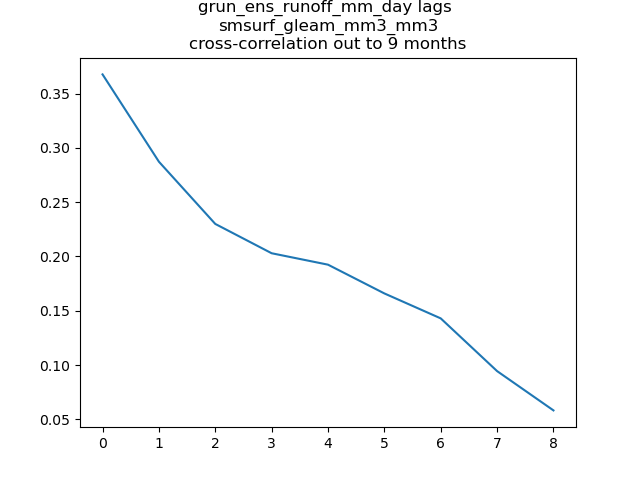 grun_ens_runoff_mm_day lags
smsurf_gleam_mm3_mm3
cross-correlation out to 9 months
0.35
0.30
0.25
0.20
0.15
0.10
0.05
0 1 2 3 4 5 6 7 8